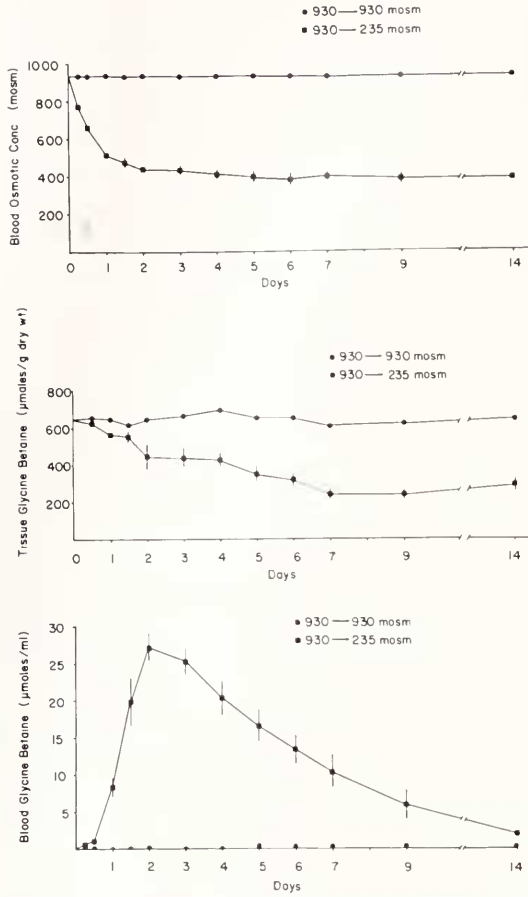 930—930 mosm
930—235 mosm
Blood Osmotic Conc (mosm)
1000
800
600
400
200
0 1 2 3 4 5 6 7 9 14
Days
930—930 mosm
930—235 mosm
Tissue Glycine Betaine (μmoles/g dry wt)
800
600
400
200
0 1 2 3 4 5 6 7 9 14
Days
930—930 mosm
930—235 mosm
Blood Glycine Betaine (μmoles/ml)
30
25
20
15
10
5
1 2 3 4 5 6 7 9 14
Days